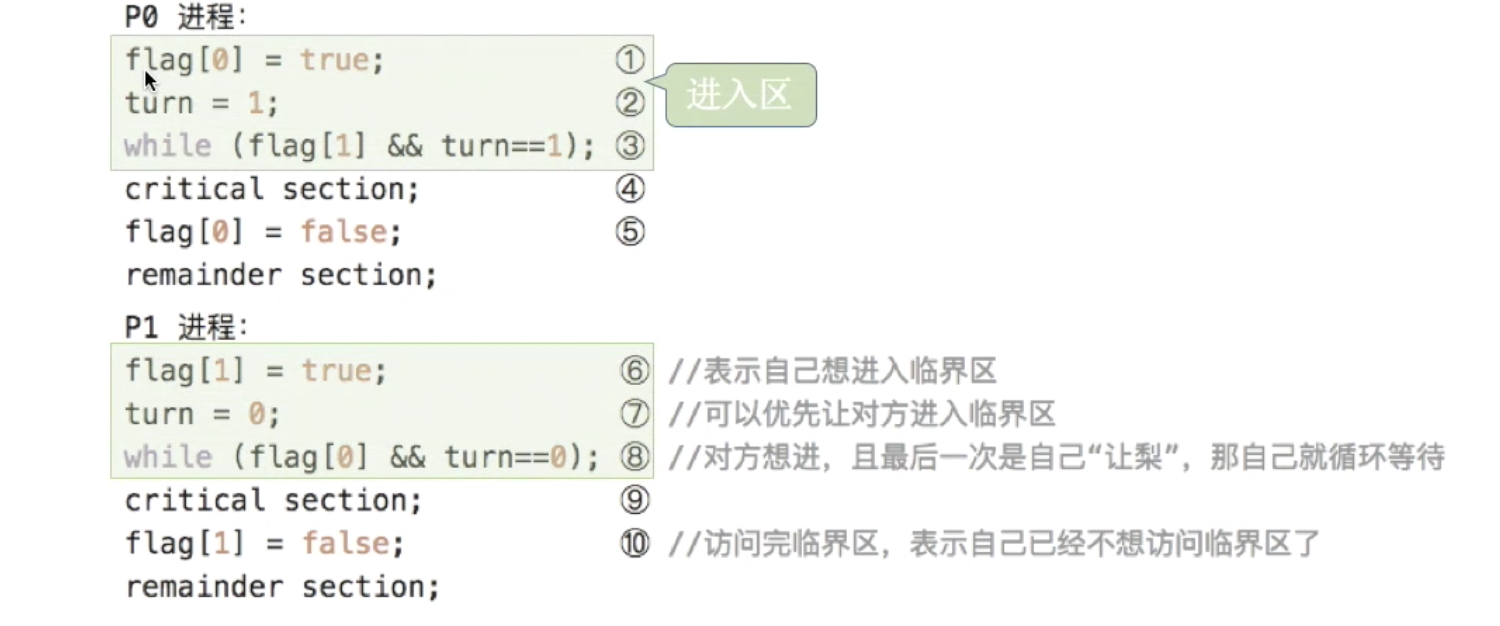 P0 进程:
flag[0] = true; ①
进入区
turn = 1; ②
while (flag[1] && turn==1); ③
critical section; ④
flag[0] = false; ⑤
remainder section;
P1 进程:
flag[1] = true; ⑥ //表示自己想进入临界区
turn = 0; ⑦ //可以优先让对方进入临界区
while (flag[0] && turn==0); ⑧ //对方想进，且最后一次是自己“让梨”，那自己就循环等待
critical section; ⑨
flag[1] = false; ⑩ //访问完临界区，表示自己已经不想访问临界区了
remainder section;